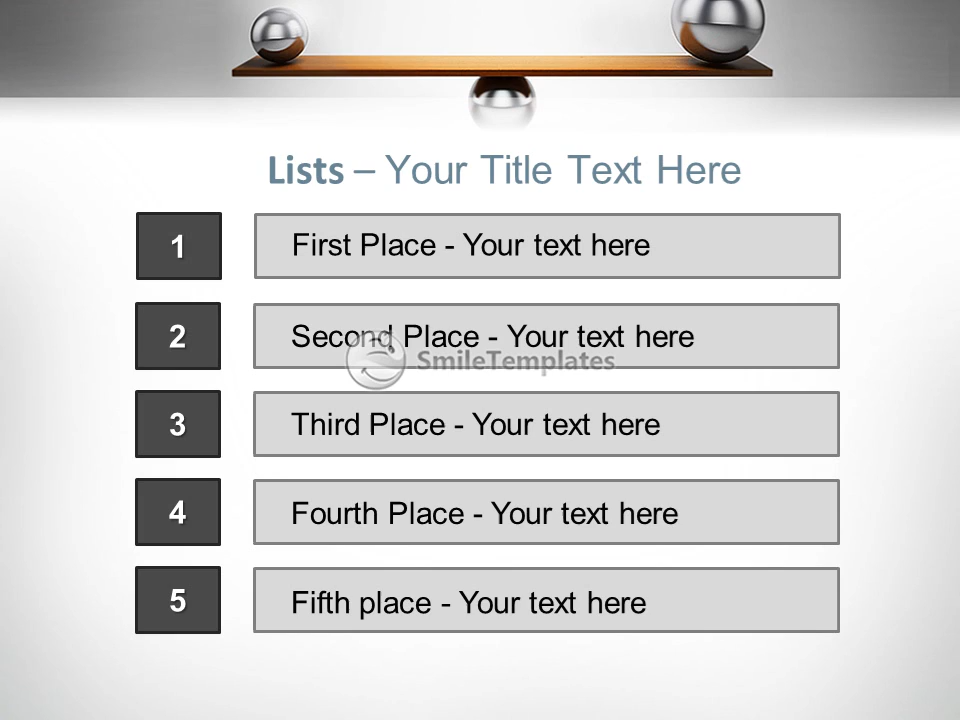 Lists – Your Title Text Here
1
First Place - Your text here
2
Second Place - Your text here
SmileTemplates
3
Third Place - Your text here
4
Fourth Place - Your text here
5
Fifth place - Your text here